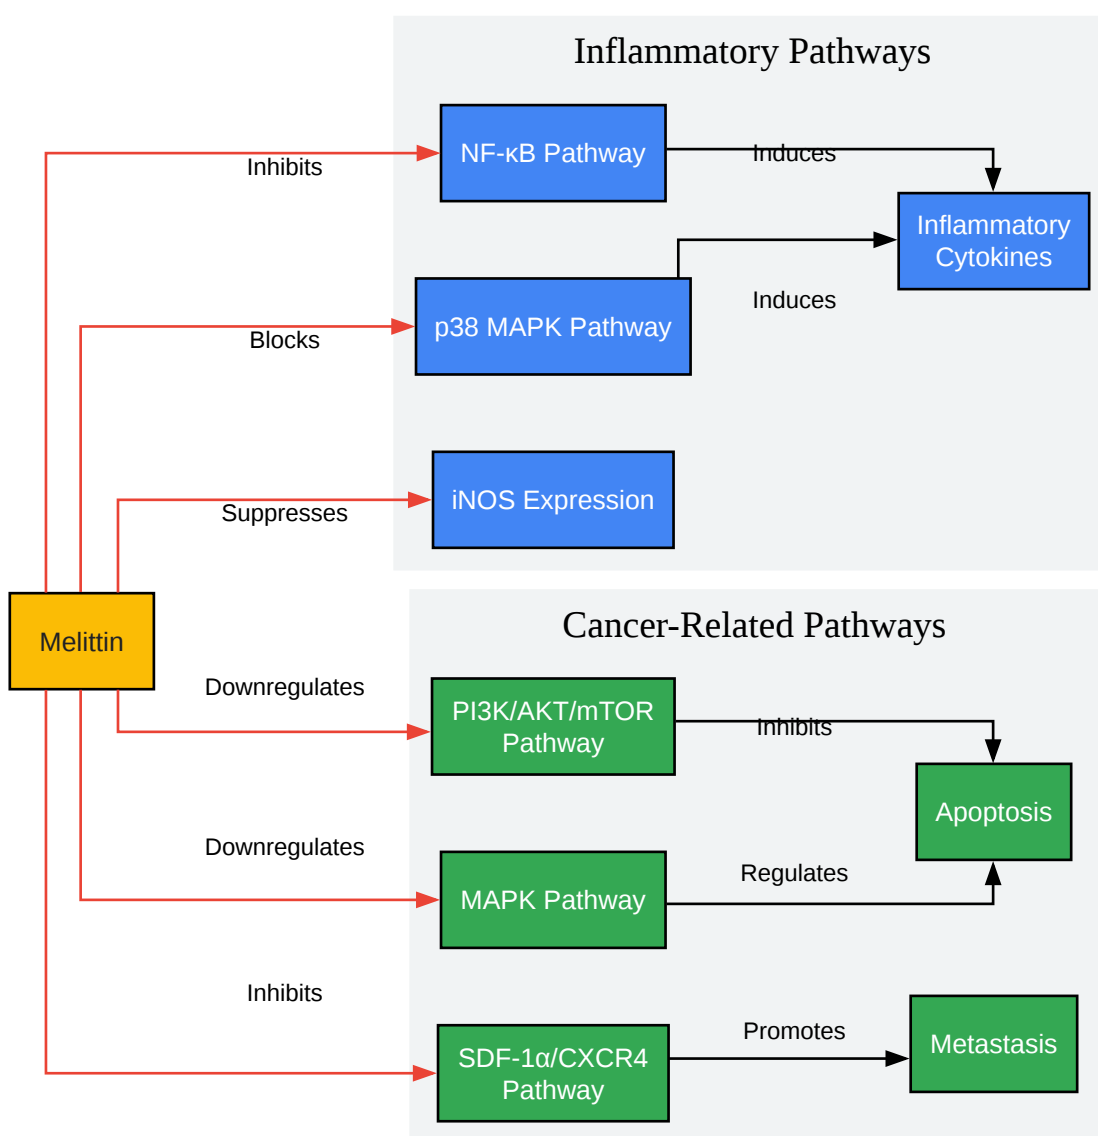 Inflammatory Pathways
Inhibits
NF-κB Pathway
Induces
Inflammatory
Cytokines
Blocks
p38 MAPK Pathway
Induces
Suppresses
iNOS Expression
Melittin
Cancer-Related Pathways
Downregulates
PI3K/AKT/mTOR
Pathway
Inhibits
Apoptosis
Downregulates
MAPK Pathway
Regulates
Inhibits
SDF-1α/CXCR4
Pathway
Promotes
Metastasis